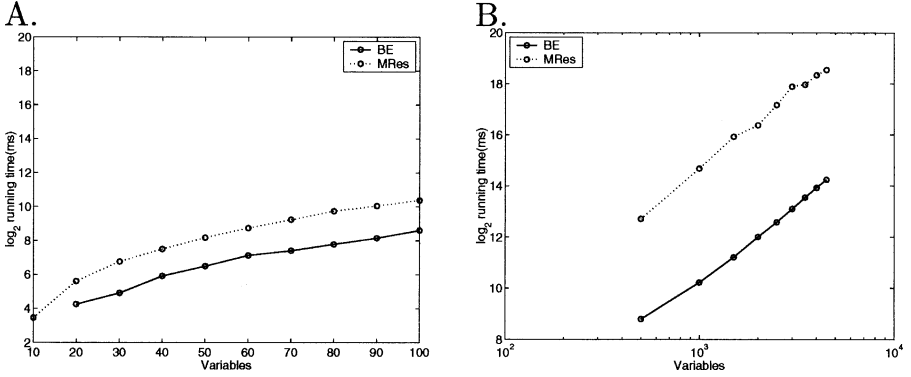 A.
20
18
16
14
12
10
8
6
4
2
log2 running time(ms)
10 20 30 40 50 60 70 80 90 100
Variables
BE
MRes
B.
20
18
16
14
12
10
8
log2 running time(ms)
10^2 10^3 10^4
Variables
BE
MRes